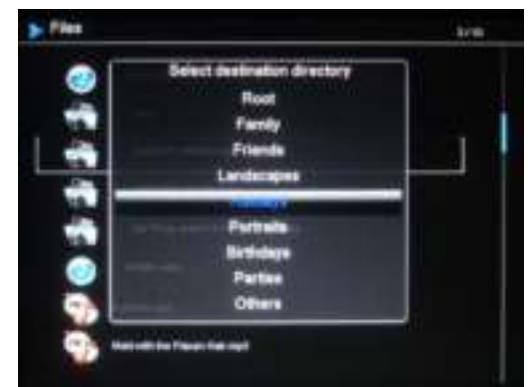 Files
Select destination directory
Root
Family
Friends
Landscapes
Portraits
Birthdays
Parties
Others